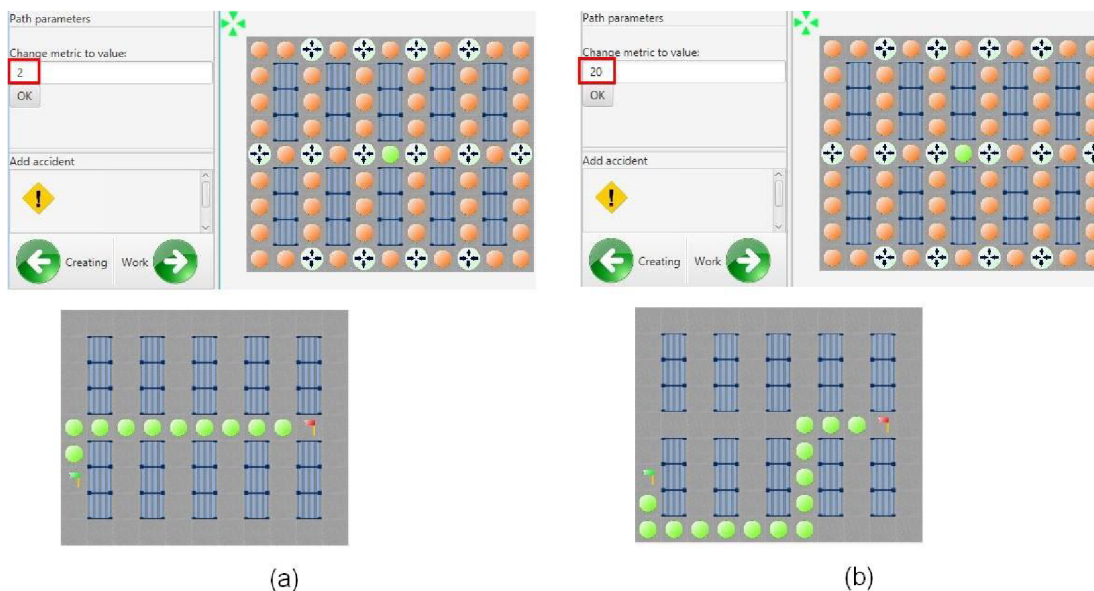 Path parameters
Change metric to value:
2
OK
Add accident
!
Creating
Work
Path parameters
Change metric to value:
20
OK
Add accident
!
Creating
Work
(a)
(b)